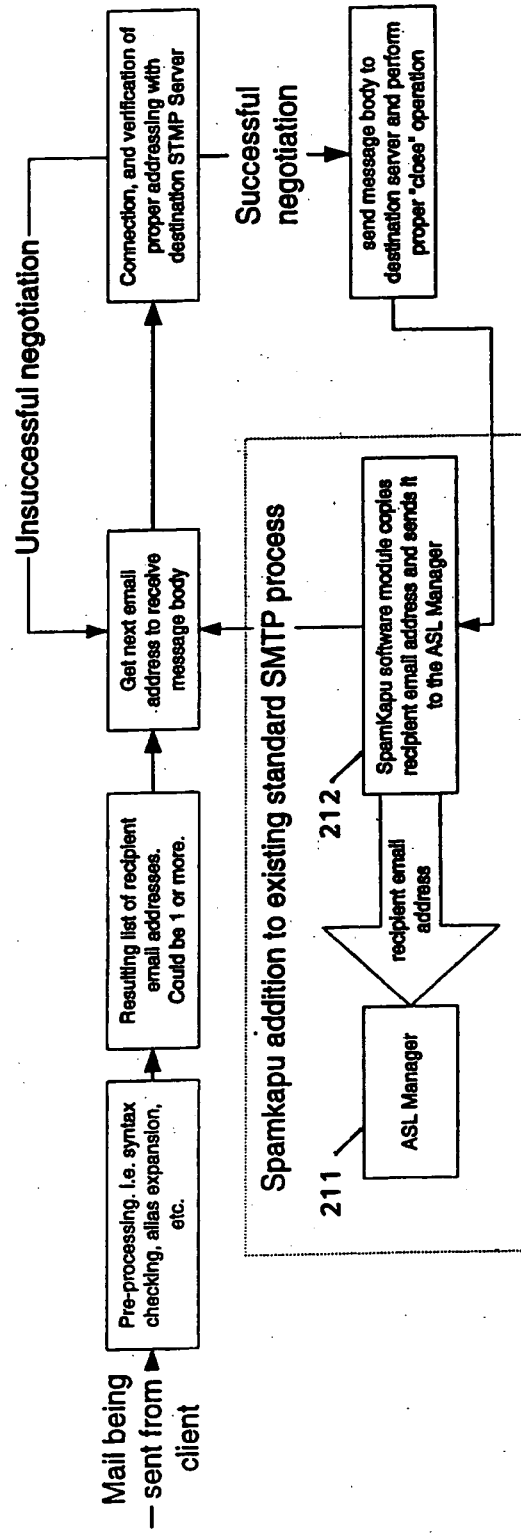 Mail being
sent from
client
Pre-processing. i.e. syntax
checking, alias expansion,
etc.
Resulting list of recipient
email addresses.
Could be 1 or more.
Get next email
address to receive
message body
Unsuccessful negotiation
Connection, and verification of
proper addressing with
destination STMP Server
Successful
negotiation
send message body to
destination server and perform
proper "close" operation
Spamkapu addition to existing standard SMTP process
212
SpamKapu software module copies
recipient email address and sends it
to the ASL Manager
recipient email
address
211
ASL Manager